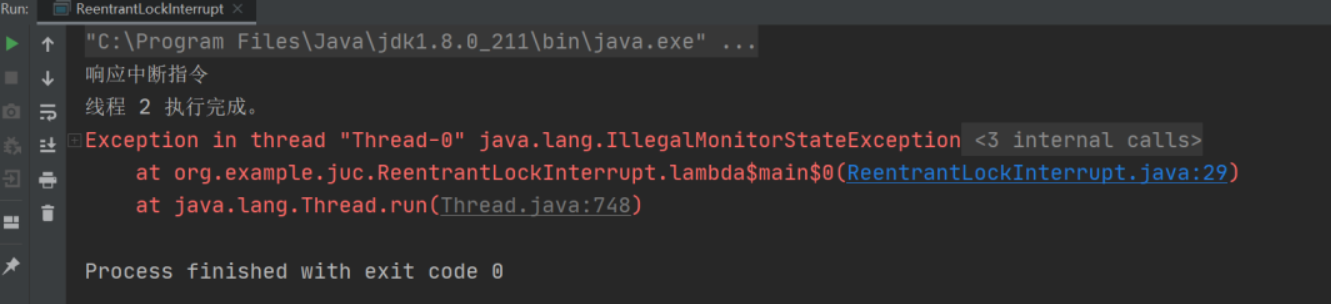 Run:
ReentrantLockInterrupt
"C:\Program Files\Java\jdk1.8.0_211\bin\java.exe" ...
响应中断指令
线程 2 执行完成。
Exception in thread "Thread-0" java.lang.IllegalMonitorStateException <3 internal calls>
at org.example.juc.ReentrantLockInterrupt.lambda$main$0(ReentrantLockInterrupt.java:29)
at java.lang.Thread.run(Thread.java:748)
Process finished with exit code 0